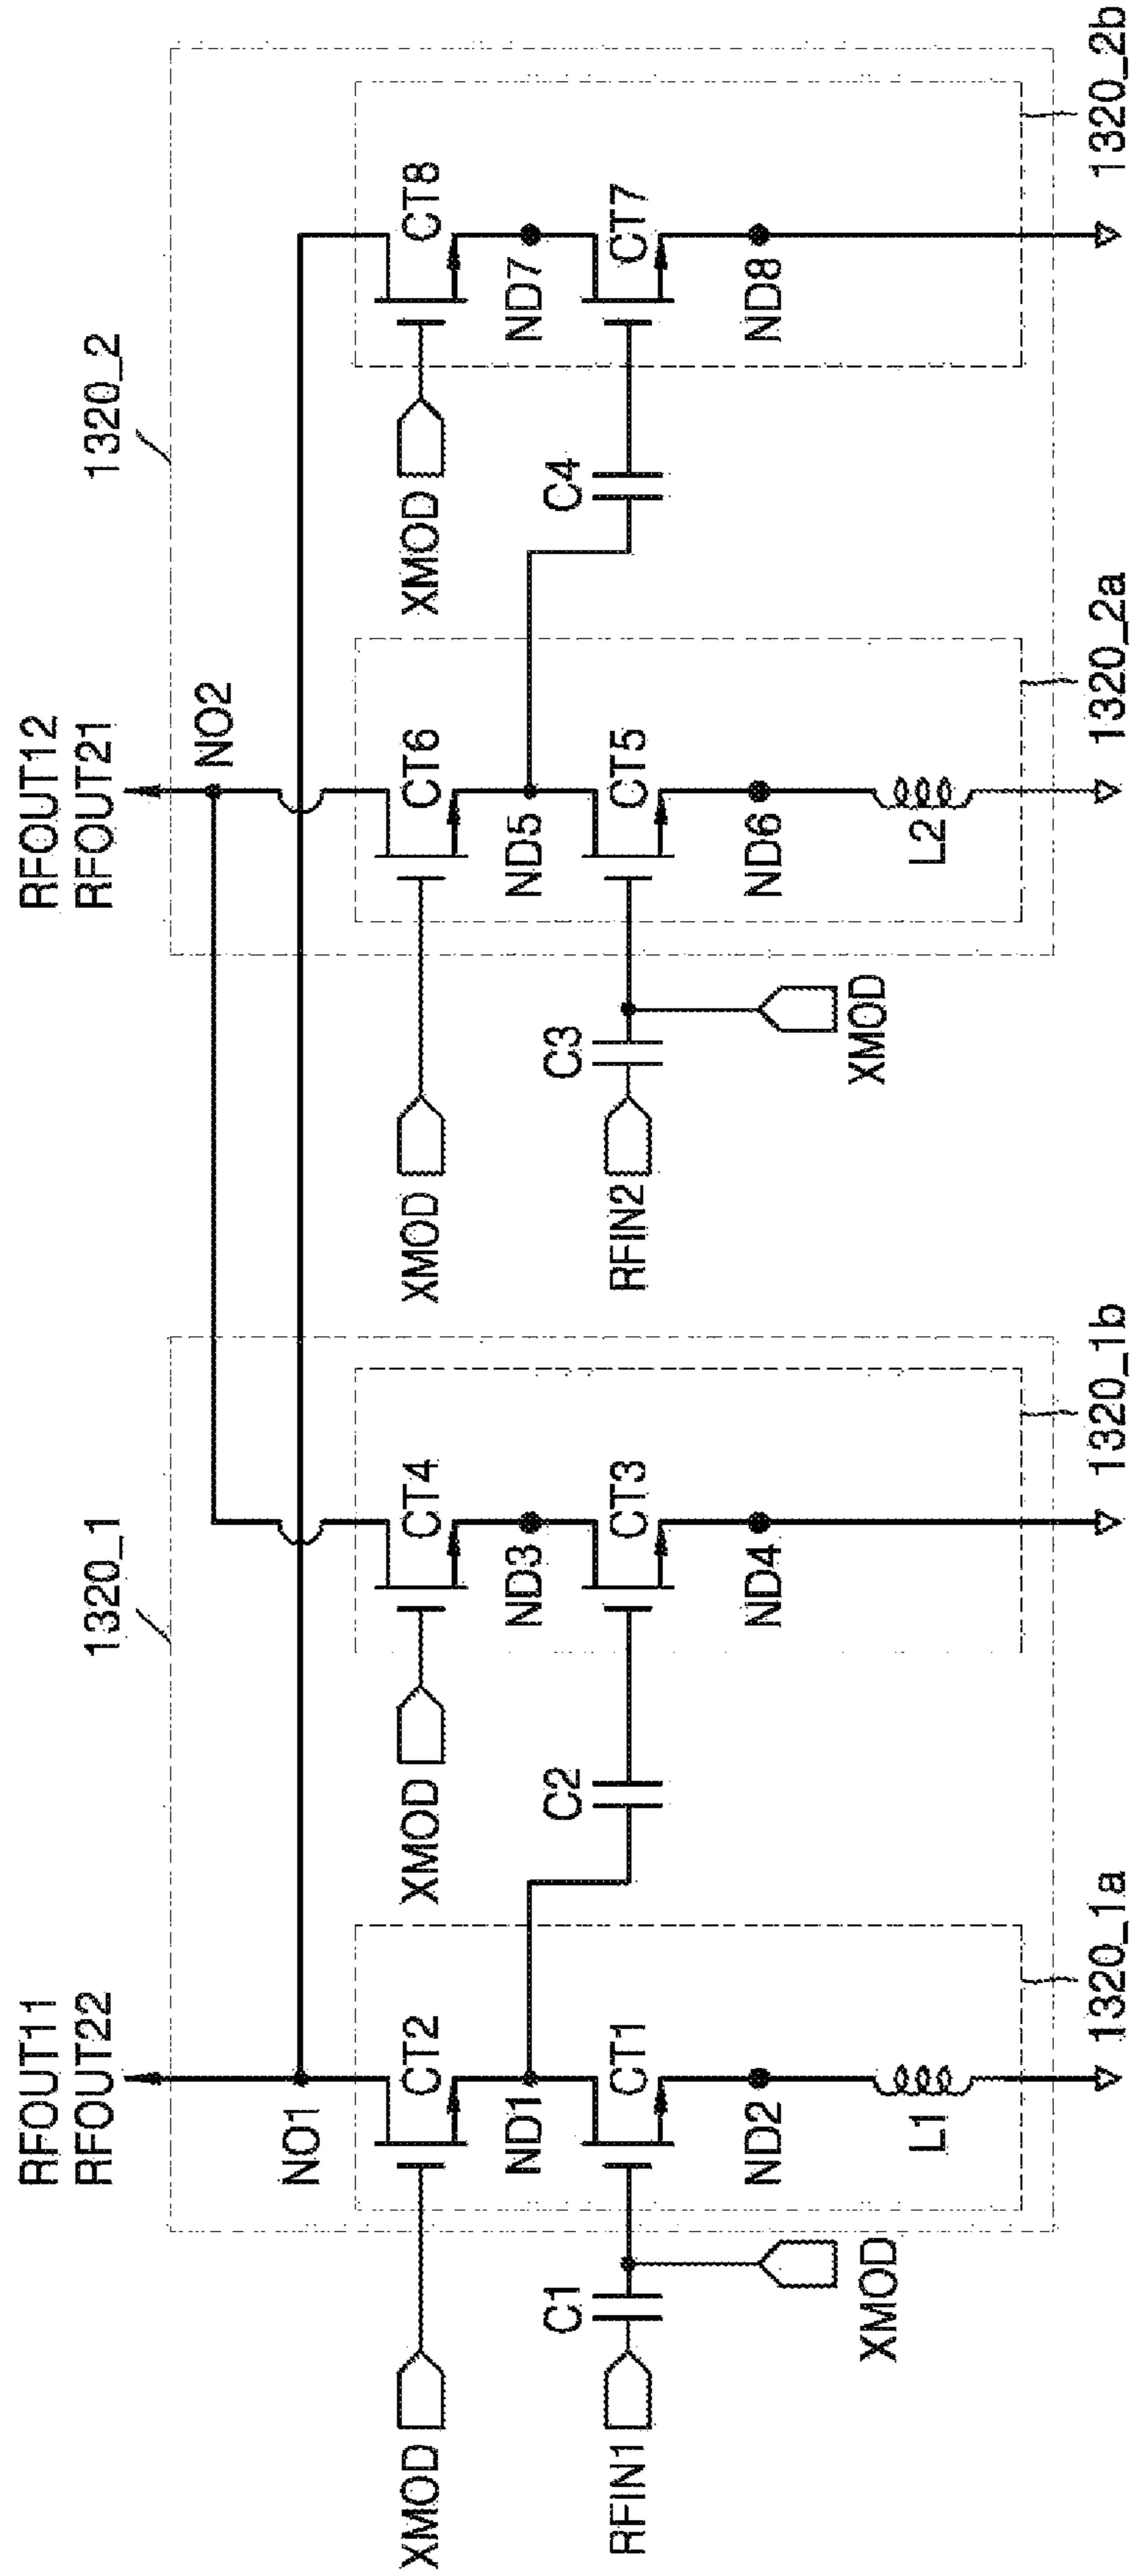 RFOUT11
RFOUT22
RFOUT12
RFOUT21
1320_1
1320_2
NO1
NO2
XMOD
CT2
XMOD
CT4
XMOD
CT6
XMOD
CT8
ND1
ND3
ND5
ND7
RFIN1
C1
CT1
C2
CT3
RFIN2
C3
CT5
C4
CT7
XMOD
ND2
ND4
XMOD
ND6
ND8
L1
L2
1320_1a
1320_1b
1320_2a
1320_2b